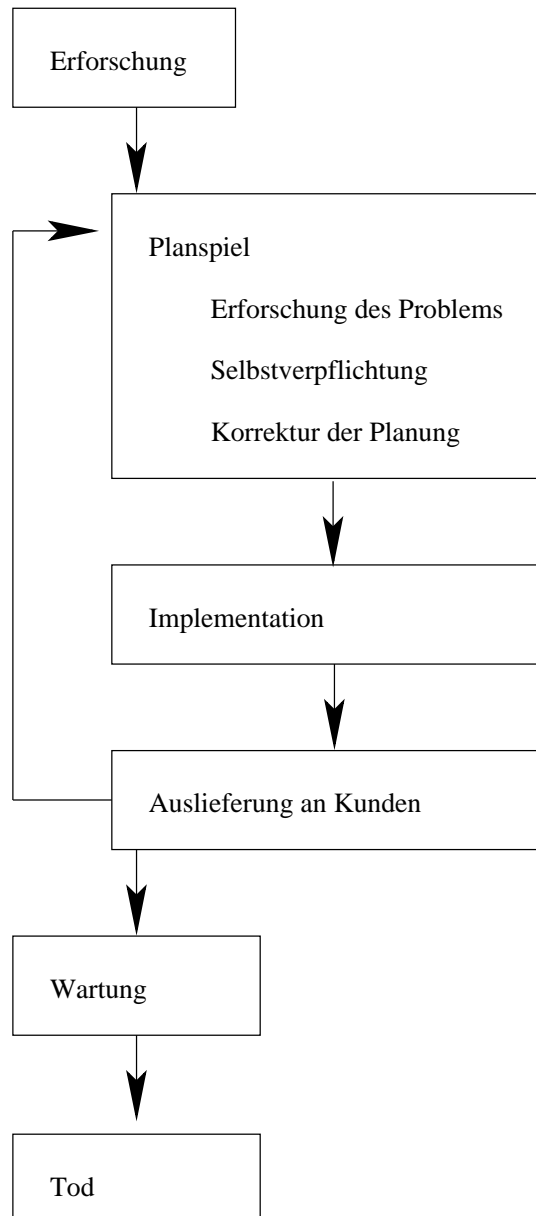 Erforschung
Planspiel
Erforschung des Problems
Selbstverpflichtung
Korrektur der Planung
Implementation
Auslieferung an Kunden
Wartung
Tod